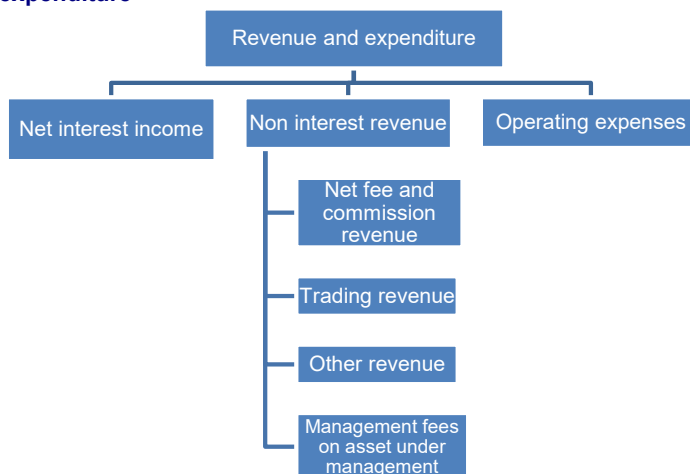 expenditure
Revenue and expenditure
Net interest income
Non interest revenue
Operating expenses
Net fee and
commission
revenue
Trading revenue
Other revenue
Management fees
on asset under
management